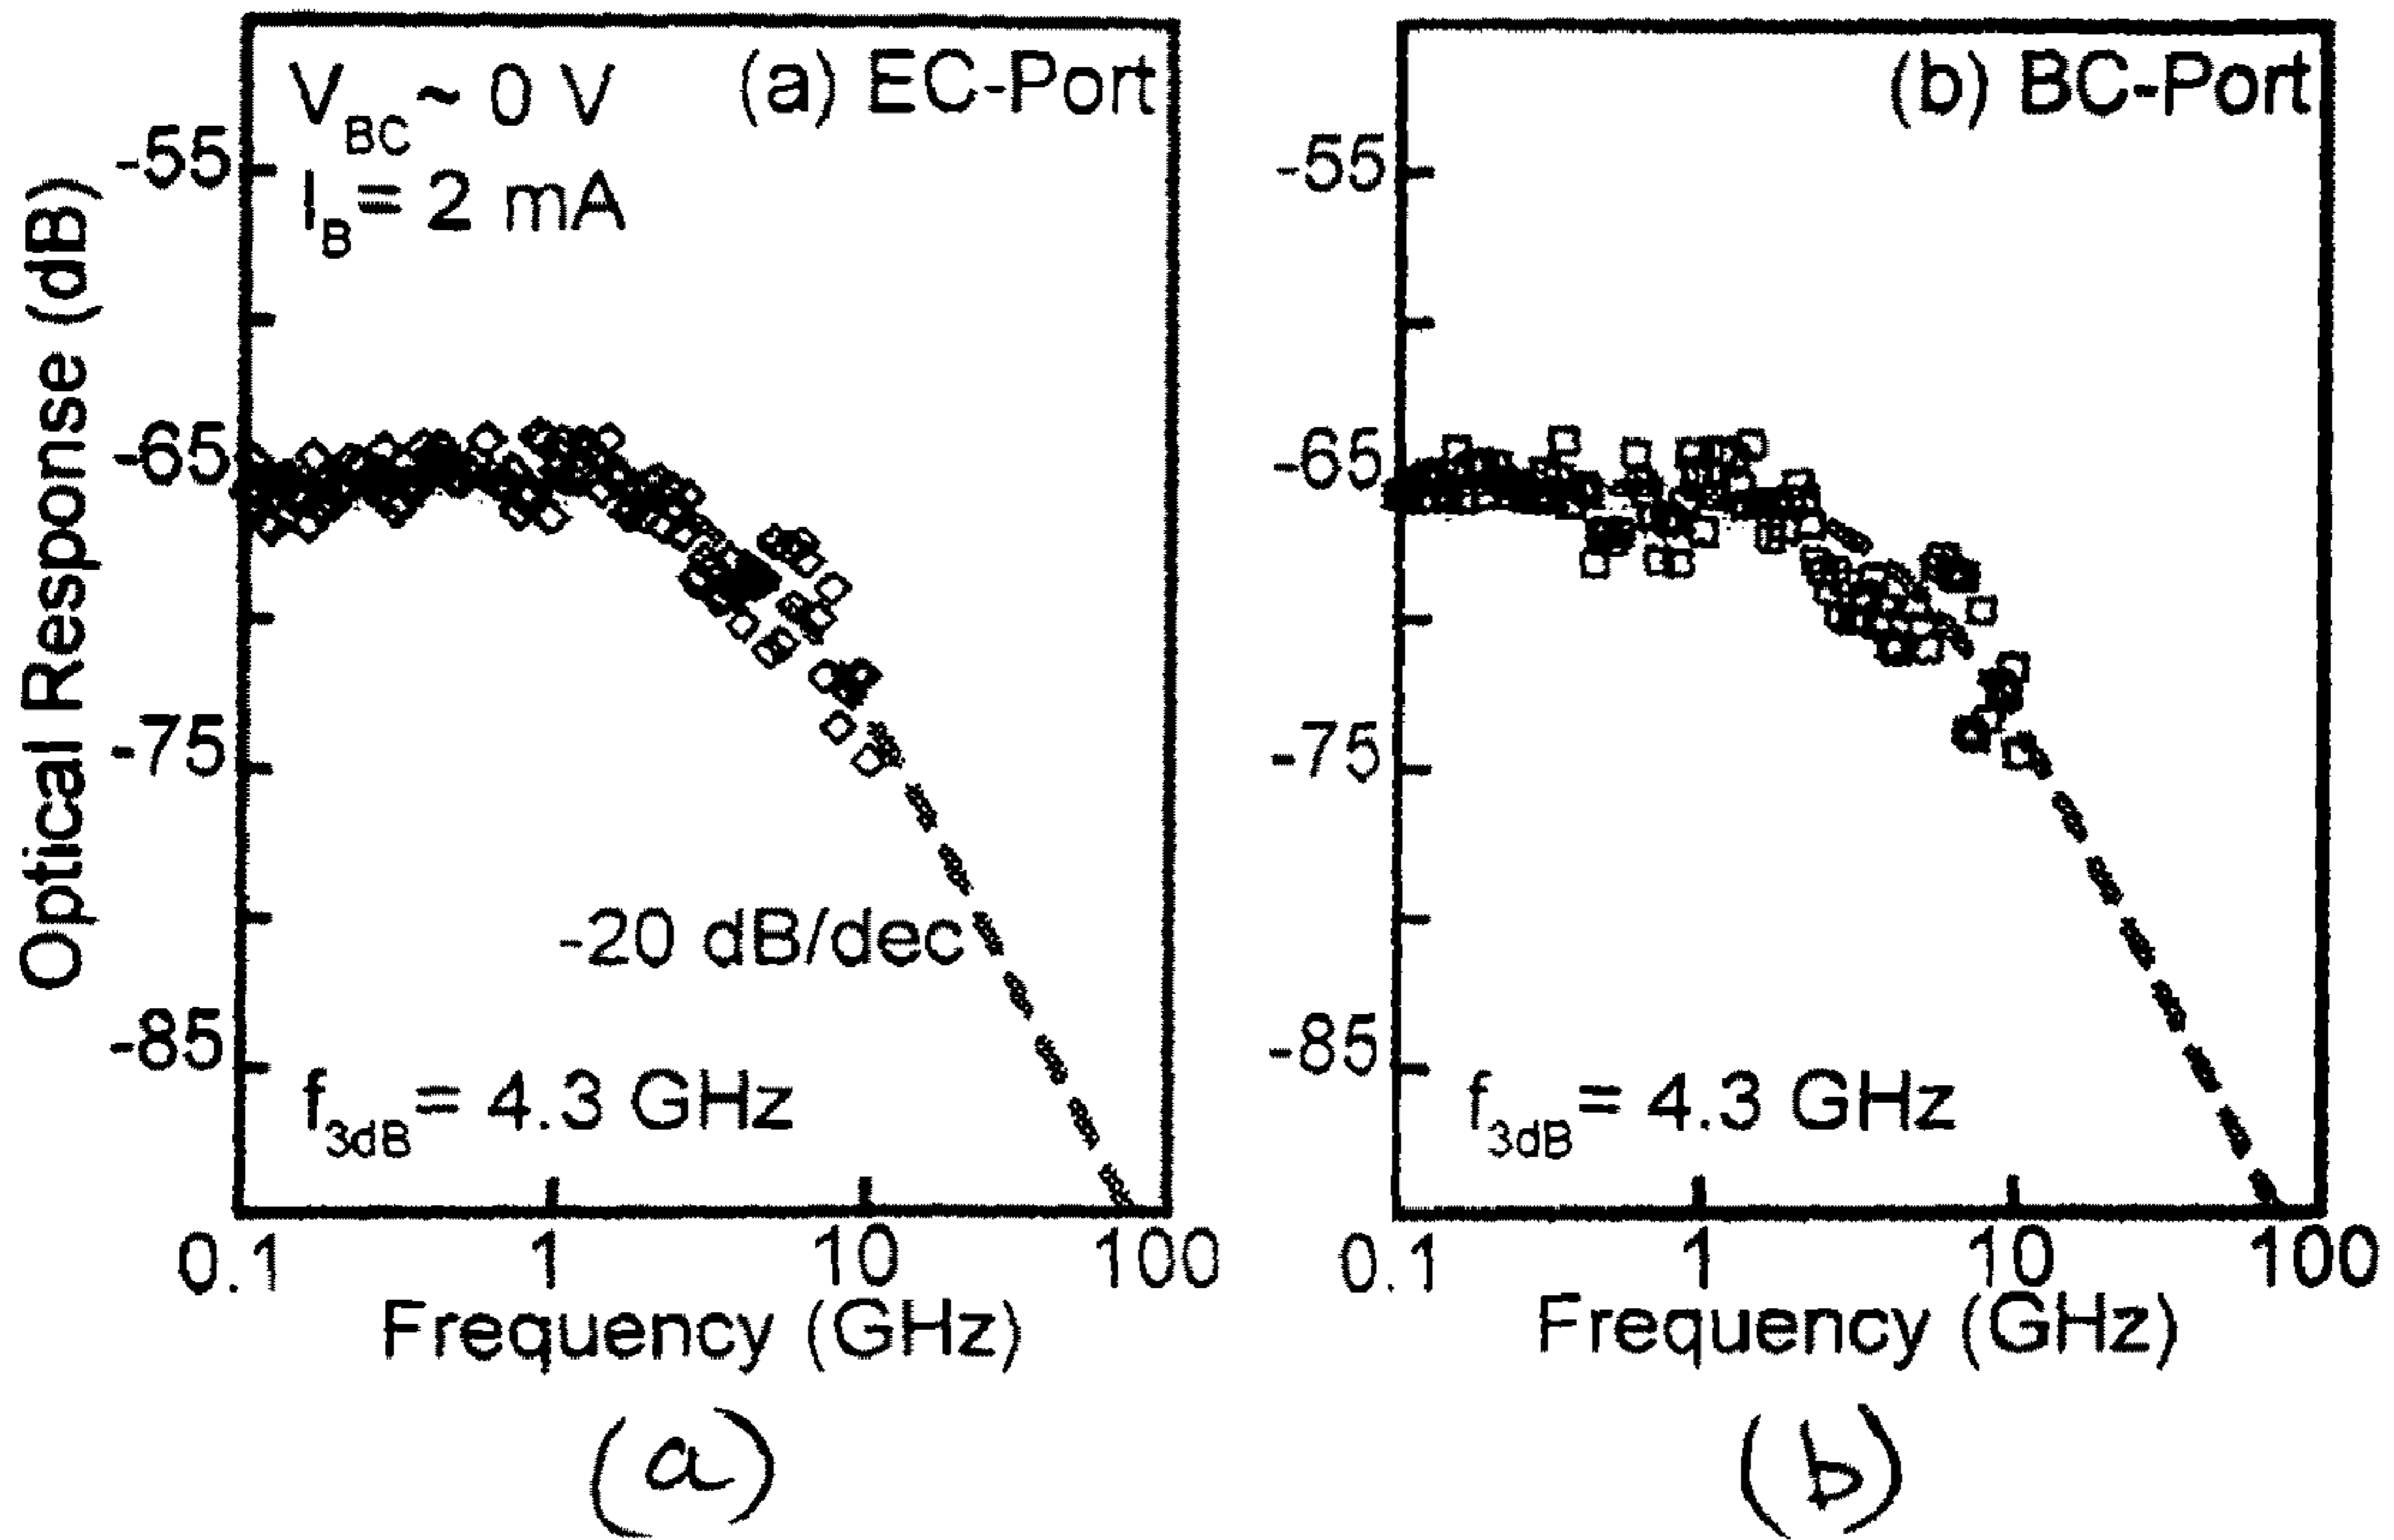 V_BC ~ 0 V (a) EC-Port
I_B = 2 mA
Optical Response (dB)
-55
-65
-75
-85
-20 dB/dec
f_3dB = 4.3 GHz
0.1 1 10 100
Frequency (GHz)
(a)
(b) BC-Port
-55
-65
-75
-85
f_3dB = 4.3 GHz
0.1 1 10 100
Frequency (GHz)
(b)